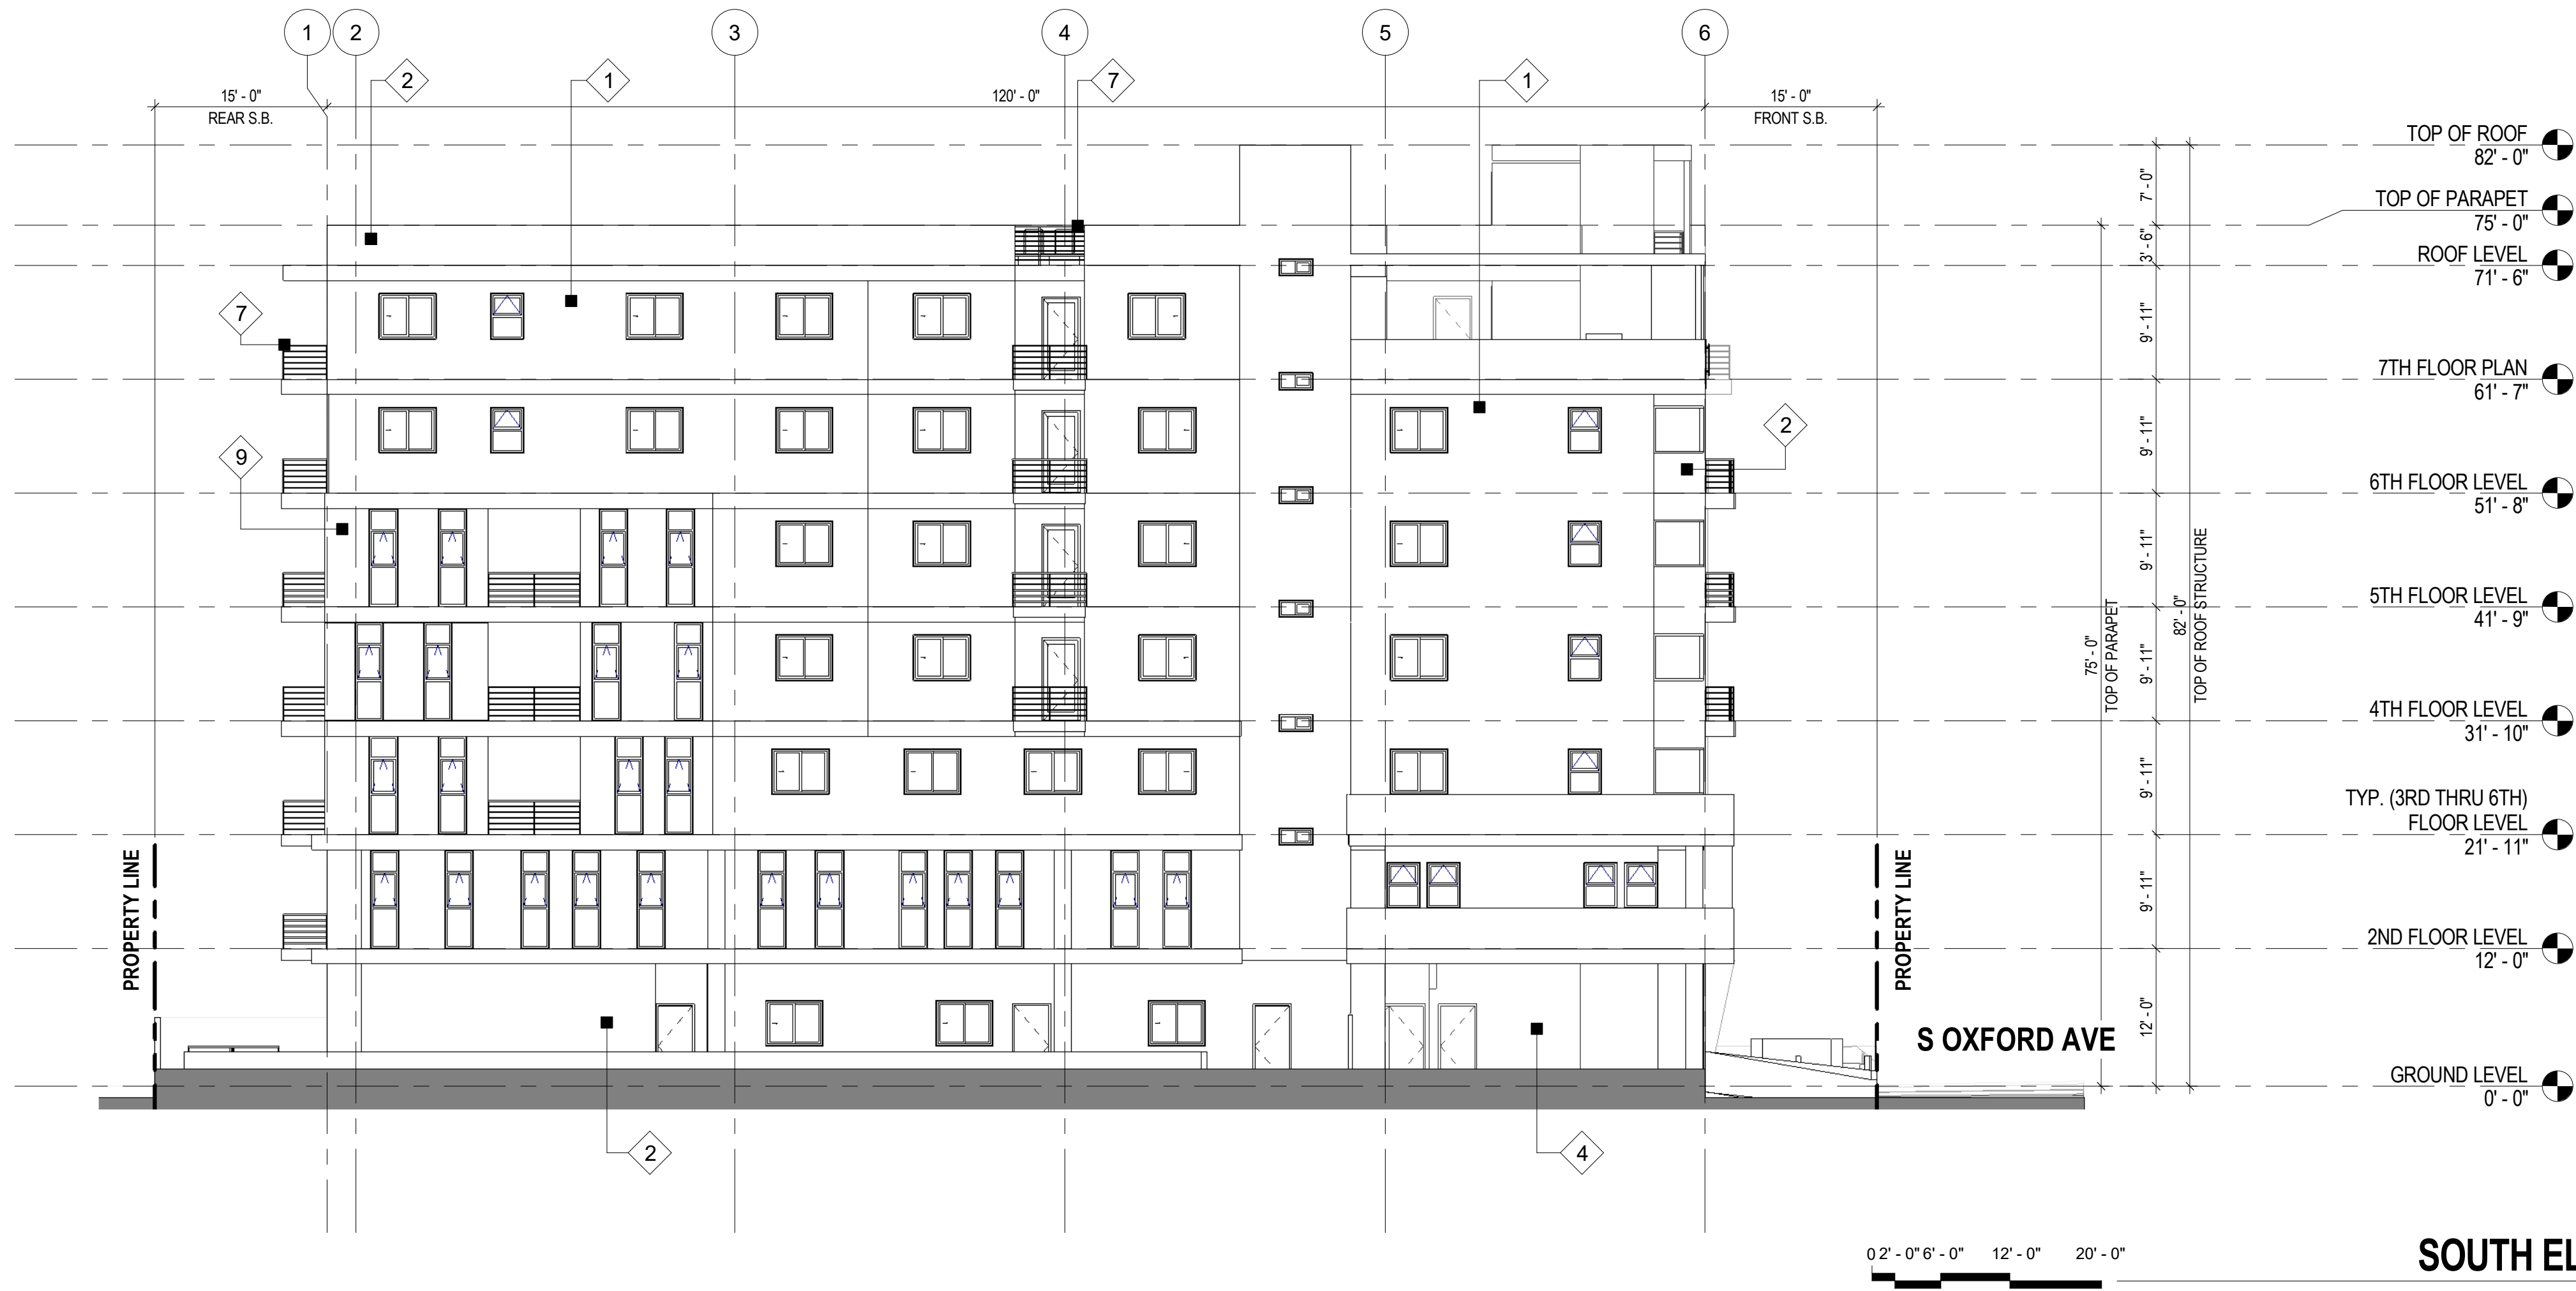 1
2
3
4
5
6
2
1
7
1
15' - 0"
REAR S.B.
120' - 0"
15' - 0"
FRONT S.B.
TOP OF ROOF
82' - 0"
7' - 0"
TOP OF PARAPET
75' - 0"
3' - 6"
ROOF LEVEL
71' - 6"
7
9' - 11"
7TH FLOOR PLAN
61' - 7"
2
9' - 11"
9
6TH FLOOR LEVEL
51' - 8"
9' - 11"
5TH FLOOR LEVEL
41' - 9"
75' - 0"
TOP OF PARAPET
82' - 0"
TOP OF ROOF STRUCTURE
9' - 11"
4TH FLOOR LEVEL
31' - 10"
9' - 11"
TYP. (3RD THRU 6TH)
FLOOR LEVEL
21' - 11"
PROPERTY LINE
PROPERTY LINE
9' - 11"
2ND FLOOR LEVEL
12' - 0"
12' - 0"
S OXFORD AVE
GROUND LEVEL
0' - 0"
2
4
0 2' - 0" 6' - 0" 12' - 0" 20' - 0"
SOUTH EL